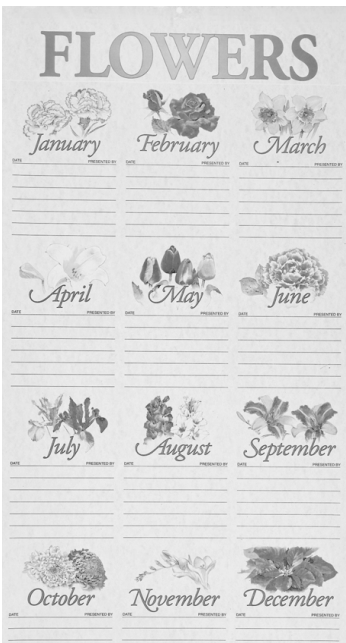 FLOWERS
January February March
DATE PRESENTED BY DATE PRESENTED BY DATE PRESENTED BY
April May June
DATE PRESENTED BY DATE PRESENTED BY DATE PRESENTED BY
July August September
DATE PRESENTED BY DATE PRESENTED BY DATE PRESENTED BY
October November December
DATE PRESENTED BY DATE PRESENTED BY DATE PRESENTED BY